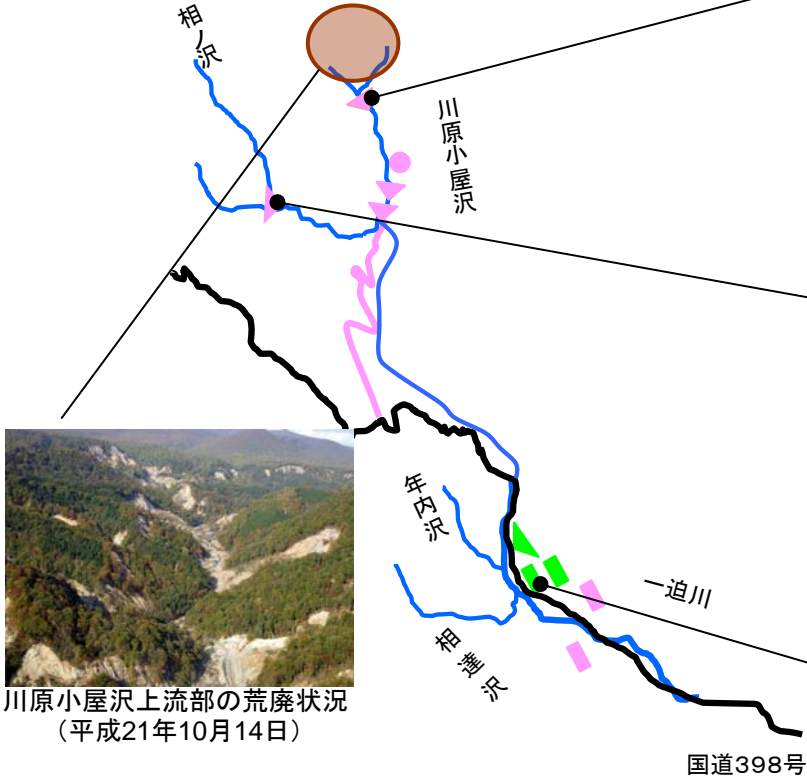 相ノ沢
川原小屋沢
年内沢
一迫川
相達沢
川原小屋沢上流部の荒廃状況
（平成21年10月14日）
国道398号